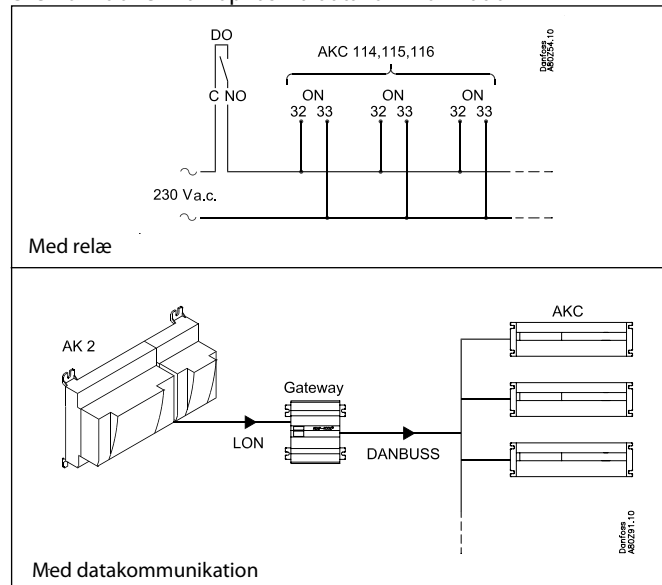 DO
AKC 114,115,116
Danfoss
A80Z54.10
C NO
ON ON ON
32 33 32 33 32 33
230 Va.c.
Med relæ
AKC
AK 2
Gateway
LON
DANBUSS
Danfoss
A80Z91.10
Med datakommunikation